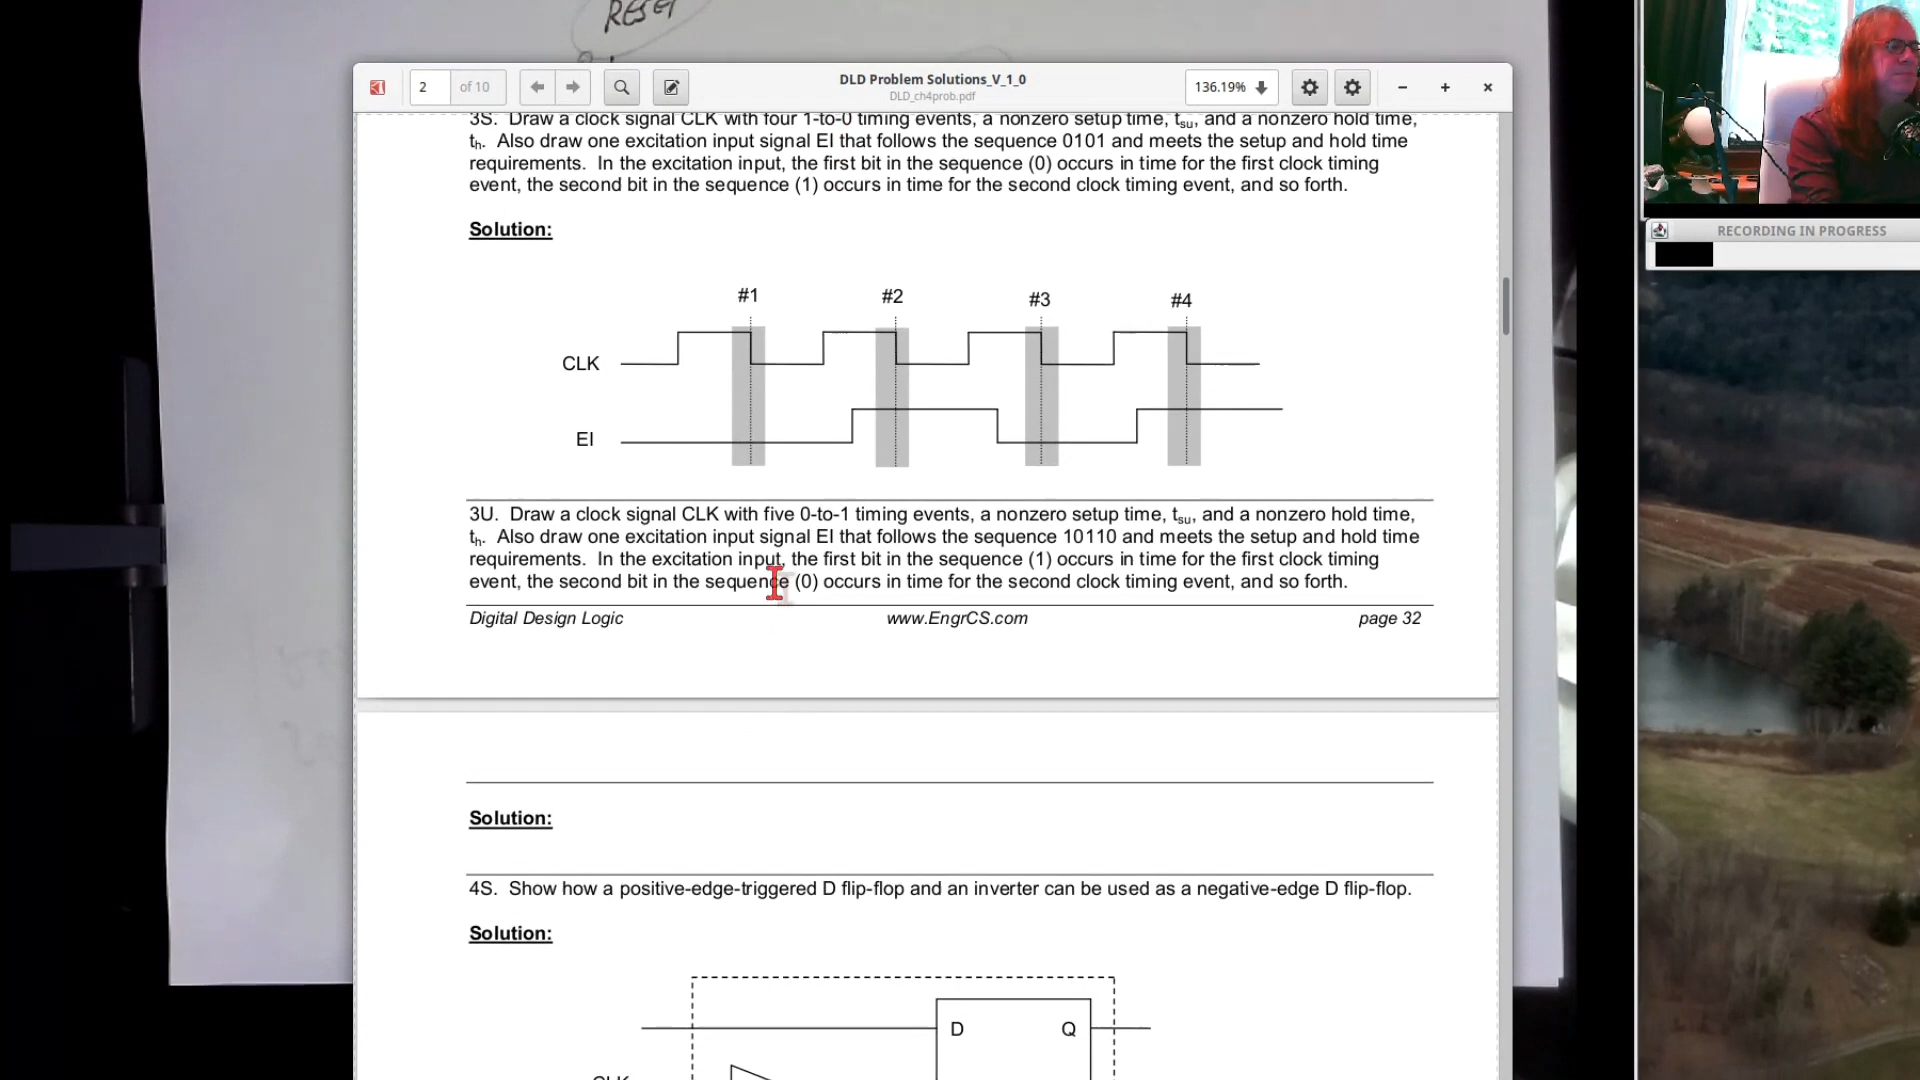 RESET
2 of 10
DLD Problem Solutions_V_1_0
DLD_ch4prob.pdf
136.19%
3S. Draw a clock signal CLK with four 1-to-0 timing events, a nonzero setup time, tsu, and a nonzero hold time,
th. Also draw one excitation input signal EI that follows the sequence 0101 and meets the setup and hold time
requirements. In the excitation input, the first bit in the sequence (0) occurs in time for the first clock timing
event, the second bit in the sequence (1) occurs in time for the second clock timing event, and so forth.
Solution:
#1 #2 #3 #4
CLK
EI
3U. Draw a clock signal CLK with five 0-to-1 timing events, a nonzero setup time, tsu, and a nonzero hold time,
th. Also draw one excitation input signal EI that follows the sequence 10110 and meets the setup and hold time
requirements. In the excitation input, the first bit in the sequence (1) occurs in time for the first clock timing
event, the second bit in the sequence (0) occurs in time for the second clock timing event, and so forth.
Digital Design Logic www.EngrCS.com page 32
Solution:
4S. Show how a positive-edge-triggered D flip-flop and an inverter can be used as a negative-edge D flip-flop.
Solution:
D Q
CLK
RECORDING IN PROGRESS